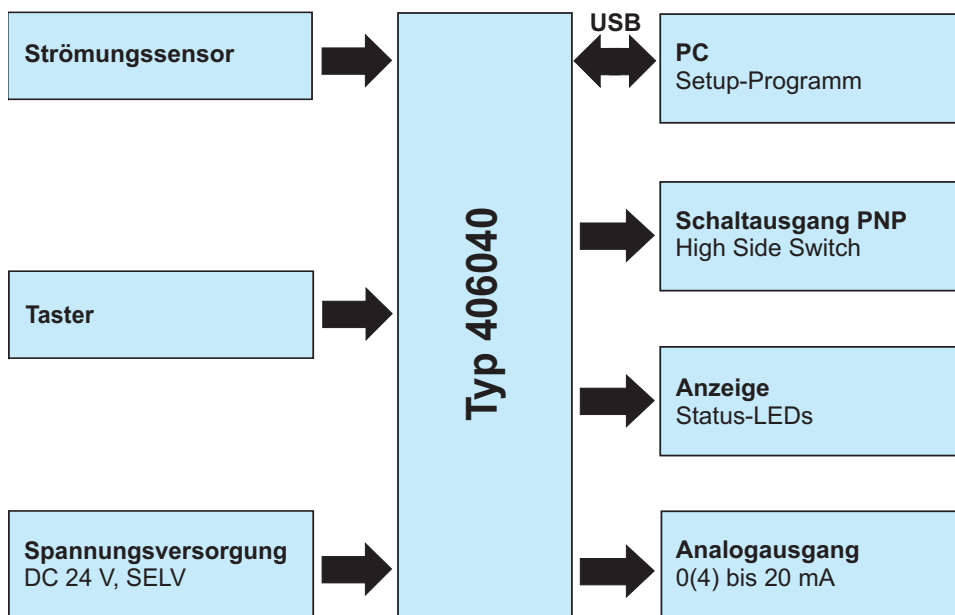 Strömungssensor
Taster
Spannungsversorgung
DC 24 V, SELV
Typ 406040
USB
PC
Setup-Programm
Schaltausgang PNP
High Side Switch
Anzeige
Status-LEDs
Analogausgang
0(4) bis 20 mA